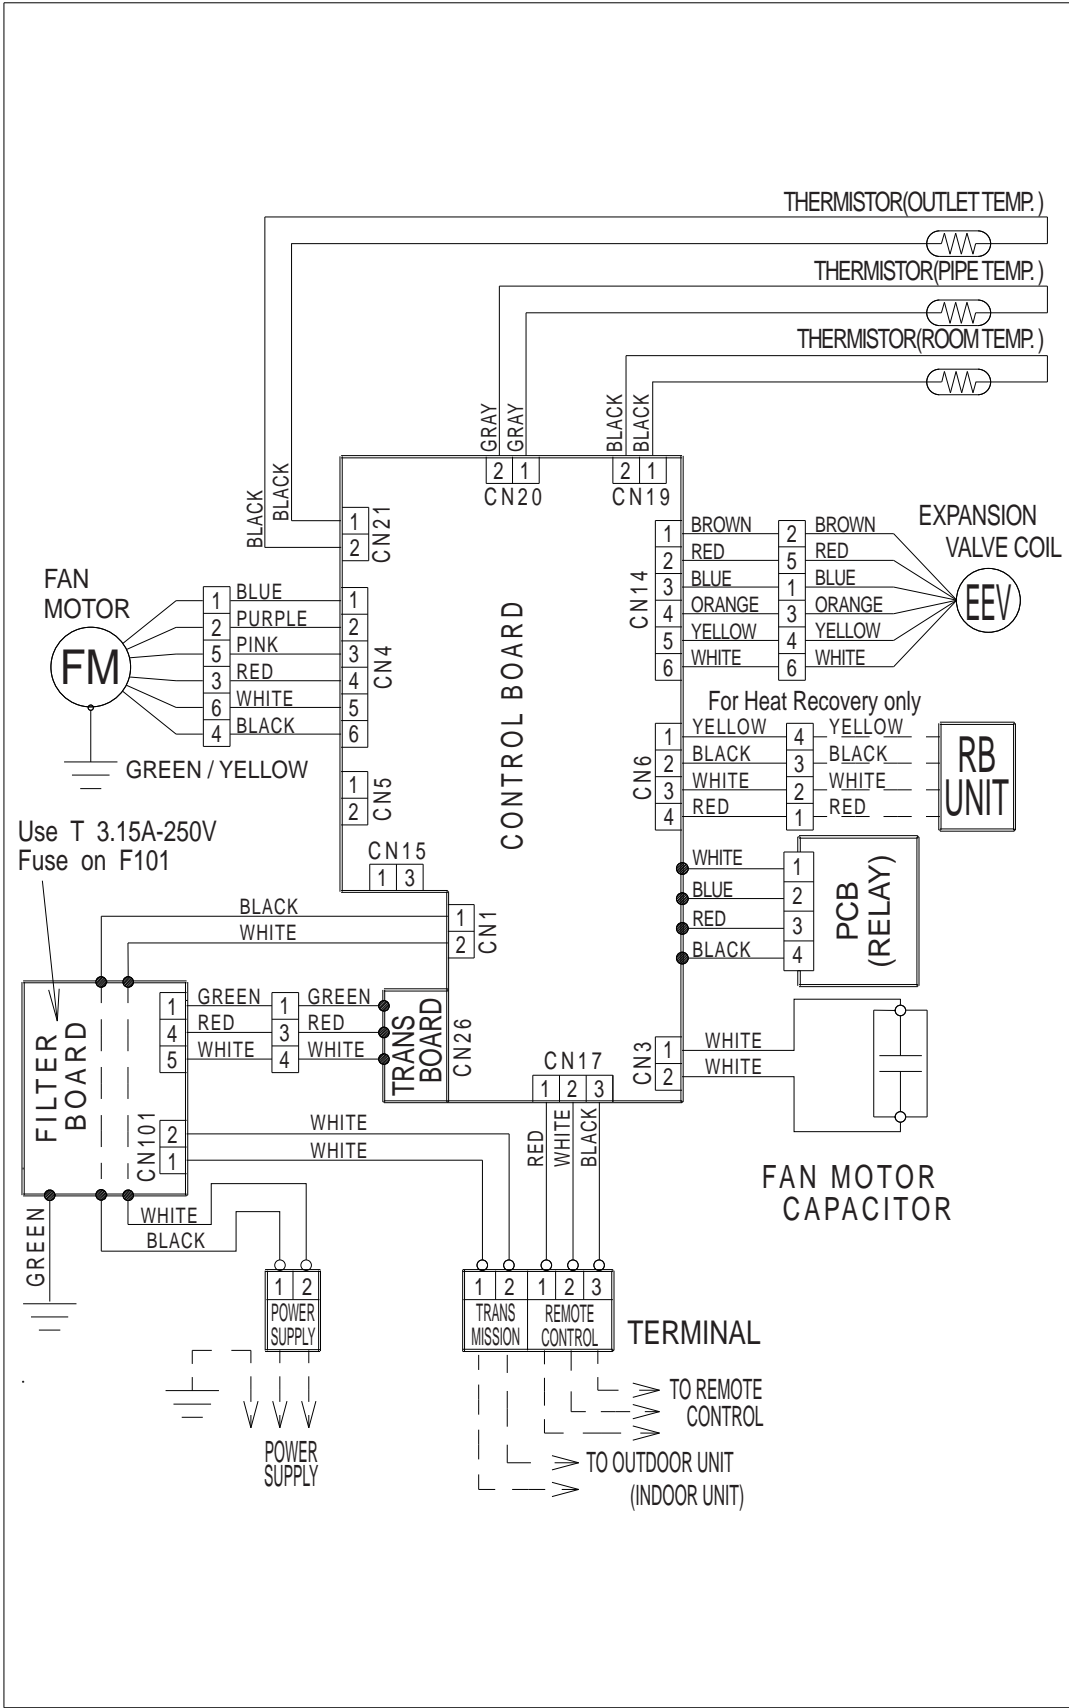 THERMISTOR(OUTLET TEMP.)
THERMISTOR(PIPE TEMP.)
THERMISTOR(ROOM TEMP.)
BLACK
BLACK
GRAY
GRAY
BLACK
BLACK
2 1
CN20
2 1
CN19
1
2
CN21
CONTROL BOARD
EXPANSION
VALVE COIL
EEV
CN14
1 BROWN 2 BROWN
2 RED 5 RED
3 BLUE 1 BLUE
4 ORANGE 3 ORANGE
5 YELLOW 4 YELLOW
6 WHITE 6 WHITE
FAN
MOTOR
FM
1 BLUE 1
2 PURPLE 2
5 PINK 3
3 RED 4
6 WHITE 5
4 BLACK 6
CN4
GREEN / YELLOW
For Heat Recovery only
CN6
1 YELLOW 4 YELLOW
2 BLACK 3 BLACK
3 WHITE 2 WHITE
4 RED 1 RED
RB
UNIT
1
2
CN5
CN15
1 3
Use T 3.15A-250V
Fuse on F101
WHITE 1
BLUE 2
RED 3
BLACK 4
PCB
(RELAY)
BLACK 1
WHITE 2
CN1
FILTER
BOARD
1 GREEN 1 GREEN
4 RED 3 RED
5 WHITE 4 WHITE
TRANS
BOARD
CN26
CN17
1 2 3
RED
WHITE
BLACK
CN3
1 WHITE
2 WHITE
FAN MOTOR
CAPACITOR
CN101
2 WHITE
1 WHITE
WHITE
BLACK
GREEN
1 2
POWER
SUPPLY
1 2 1 2 3
TRANS
MISSION
REMOTE
CONTROL
TERMINAL
POWER
SUPPLY
TO REMOTE
CONTROL
TO OUTDOOR UNIT
(INDOOR UNIT)